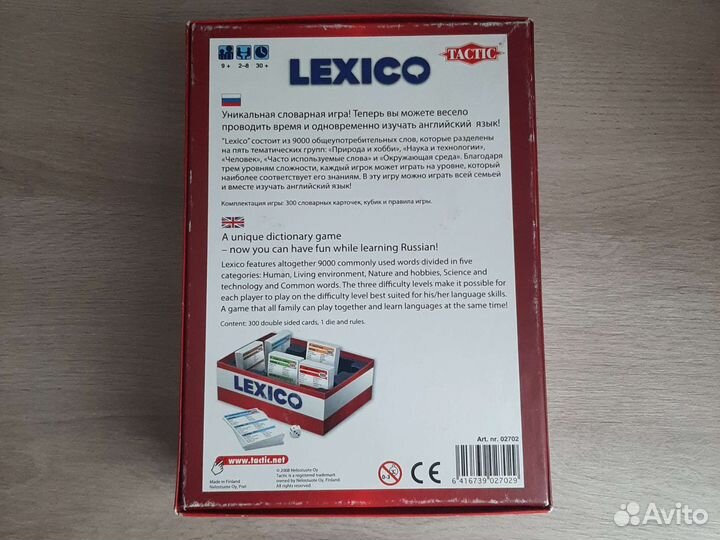 9 +
2–8
30 +
LEXICO
TACTIC
Уникальная словарная игра! Теперь вы можете весело
проводить время и одновременно изучать английский язык!
"Lexico" состоит из 9000 общеупотребительных слов, которые разделены
на пять тематических групп: «Природа и хобби», «Наука и технологии»,
«Человек», «Часто используемые слова» и «Окружающая среда». Благодаря
трем уровням сложности, каждый игрок может играть на уровне, который
наиболее соответствует его знаниям. В эту игру можно играть всей семьей
и вместе изучать английский язык!
Комплектация игры: 300 словарных карточек, кубик и правила игры.
A unique dictionary game
– now you can have fun while learning Russian!
Lexico features altogether 9000 commonly used words divided in five
categories: Human, Living environment, Nature and hobbies, Science and
technology and Common words. The three difficulty levels make it possible for
each player to play on the difficulty level best suited for his/her language skills.
A game that all family can play together and learn languages at the same time!
Content: 300 double sided cards, 1 die and rules.
LEXICO
Art. nr. 02702
www.tactic.net
Made in Finland
Nelostuote Oy, Pori
© 2008 Nelostuote Oy
Tactic is a registered trademark
owned by Nelostuote Oy, Finland.
All rights reserved.
0-3
CE
6 416739 027029
Avito